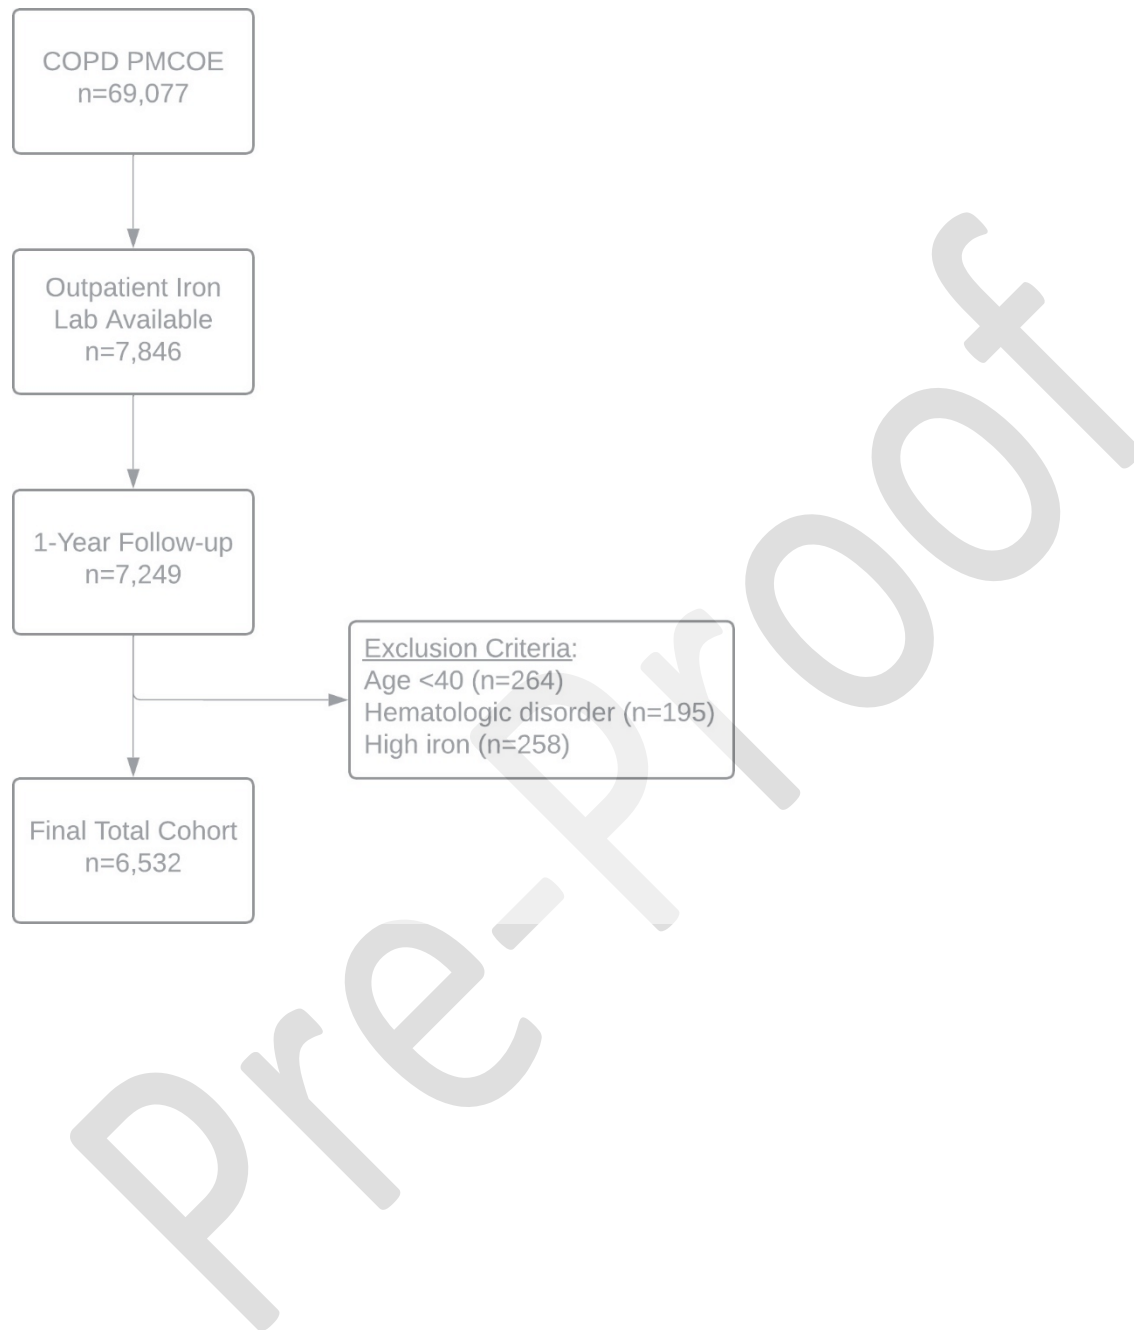 COPD PMCOE
n=69,077
Outpatient Iron
Lab Available
n=7,846
1-Year Follow-up
n=7,249
Exclusion Criteria:
Age <40 (n=264)
Hematologic disorder (n=195)
High iron (n=258)
Final Total Cohort
n=6,532
Pre-Proof